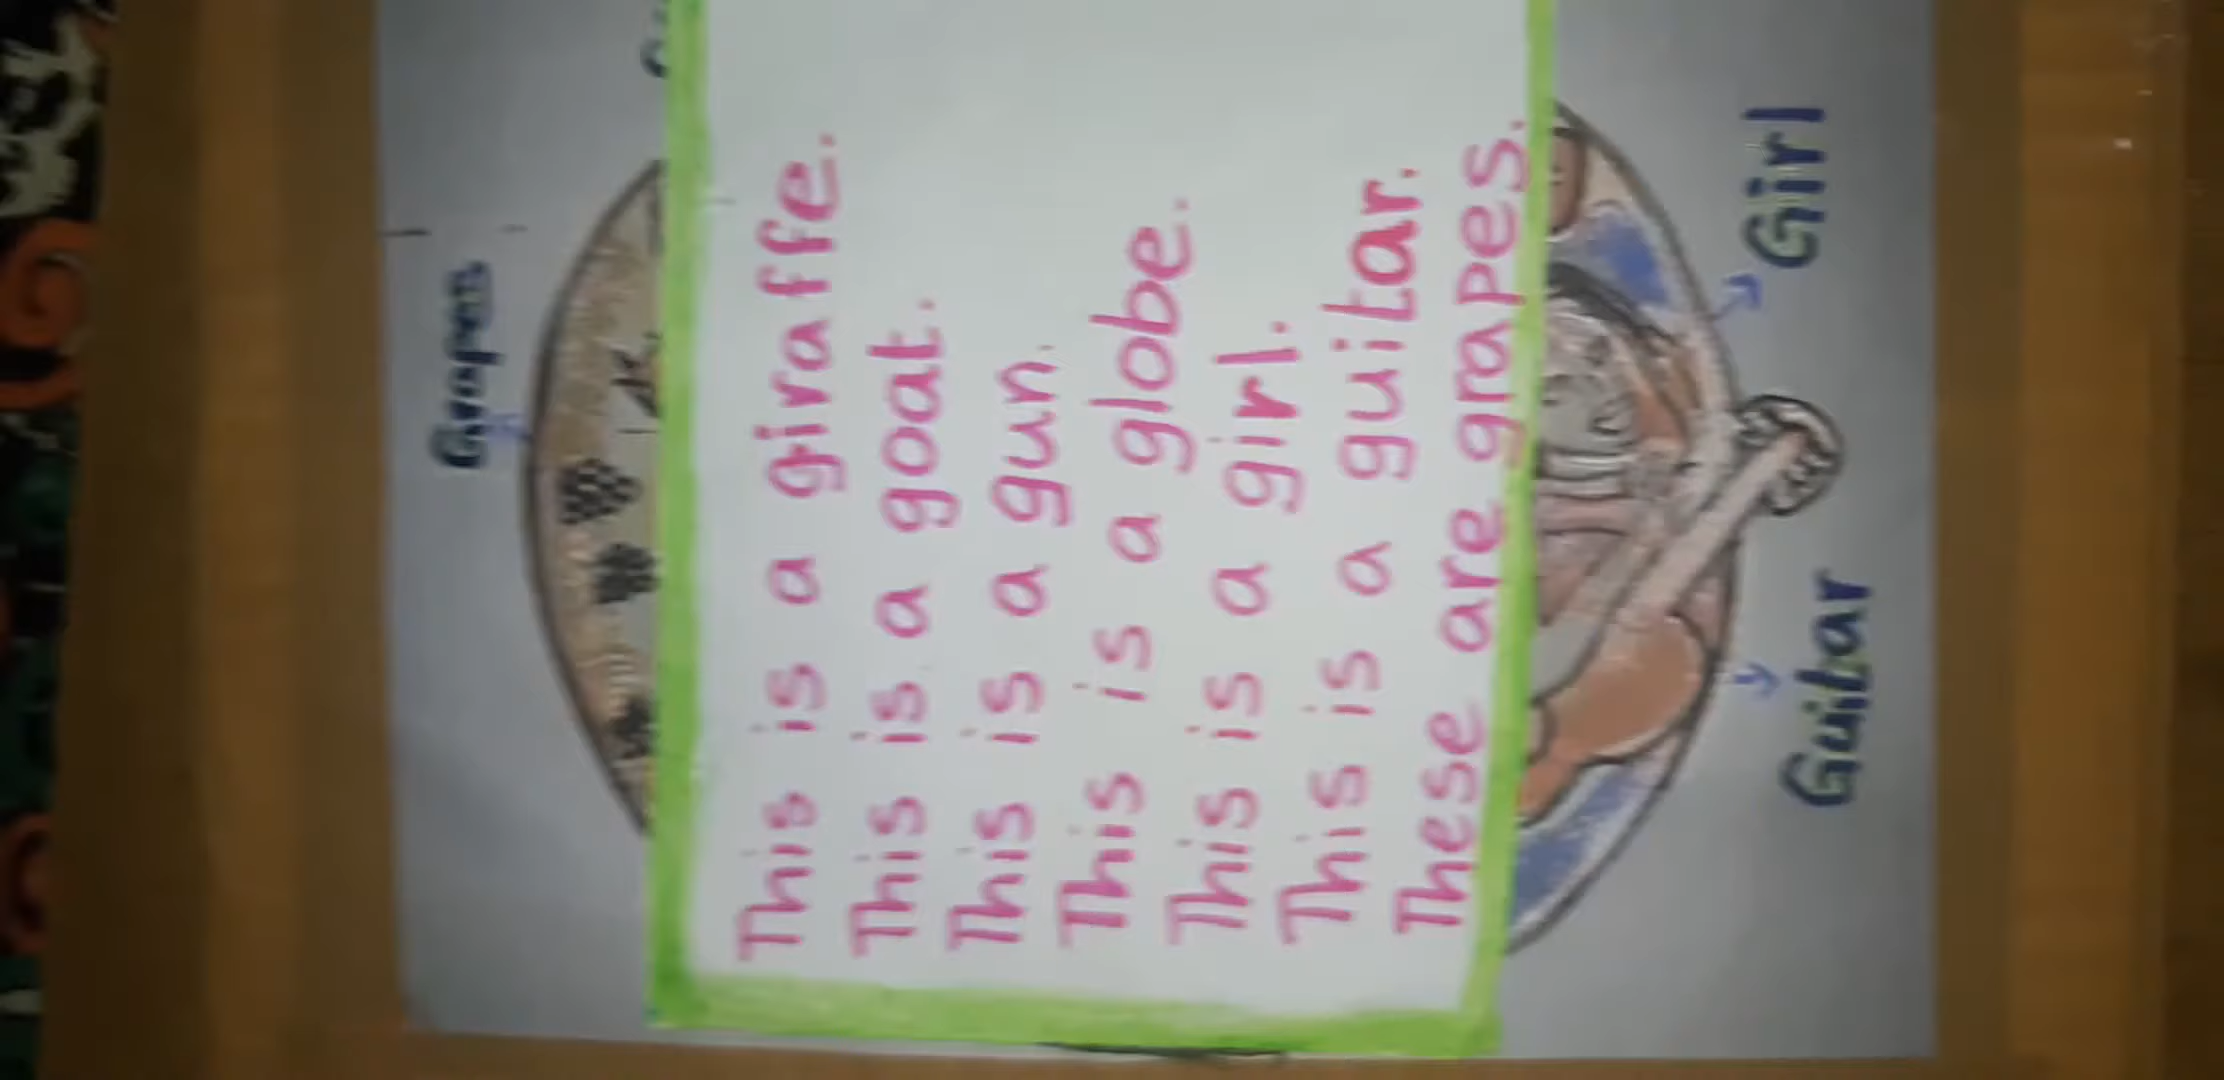 This is a giraffe.
This is a goat.
This is a gun.
This is a globe.
This is a girl.
This is a guitar.
These are grapes.
Grapes
Girl
Guitar